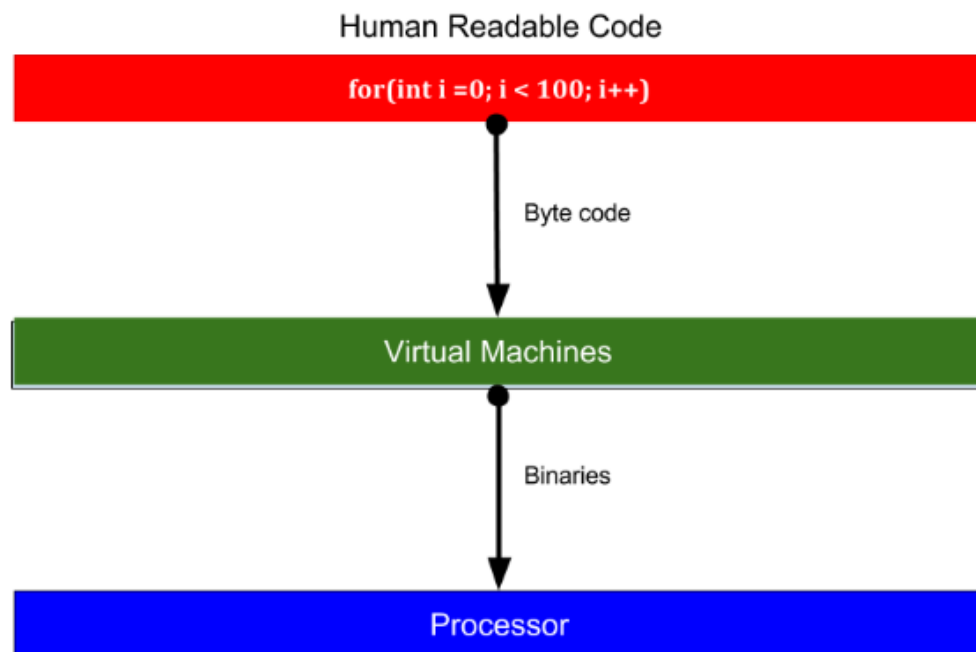 Human Readable Code
for(int i =0; i < 100; i++)
Byte code
Virtual Machines
Binaries
Processor